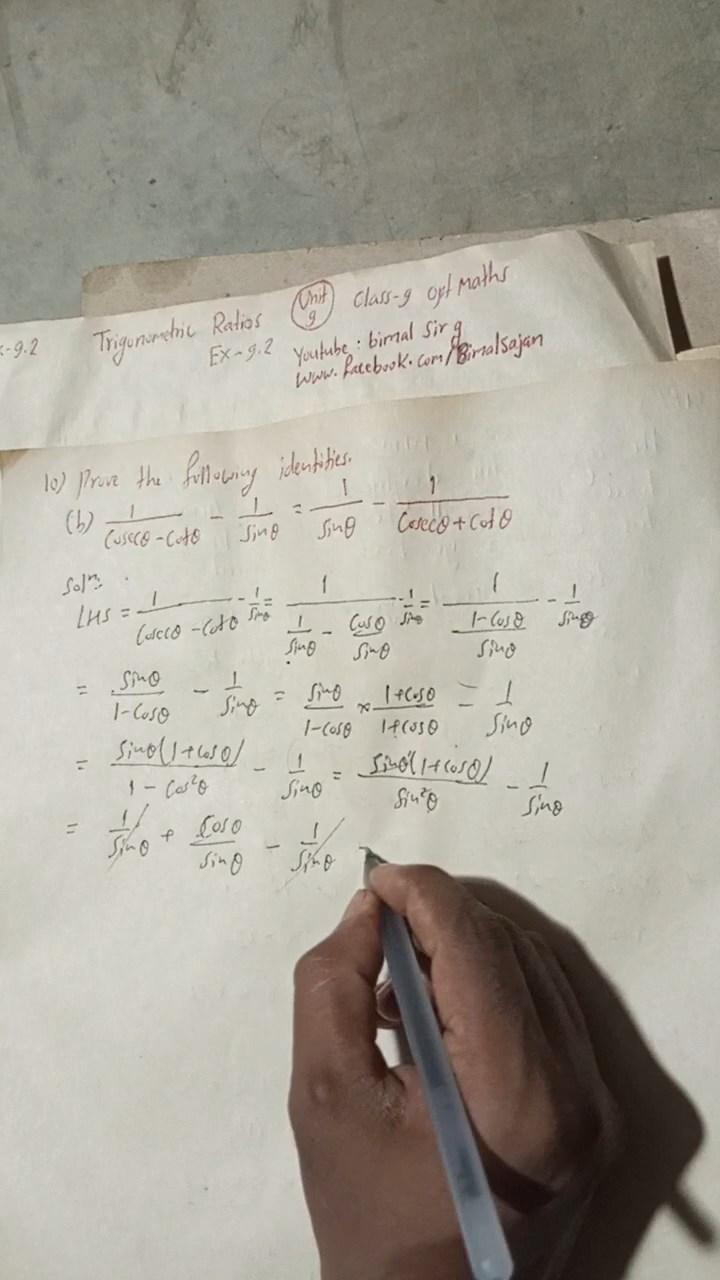 x-9.2 Trigonometric Ratios Unit 9 Class-9 Opt Maths
Ex-9.2 Youtube: bimal Sir g
www.facebook.com/Bimalsajan
10) Prove the following identities.
(b) 1/(Cosecθ-Cotθ) - 1/Sinθ = 1/Sinθ - 1/(Cosecθ+Cotθ)
Solⁿ:
LHS = 1/(Cosecθ-Cotθ) - 1/Sinθ = 1/(1/Sinθ - Cosθ/Sinθ) - 1/Sinθ = 1/((1-Cosθ)/Sinθ) - 1/Sinθ
= Sinθ/(1-Cosθ) - 1/Sinθ = Sinθ/(1-Cosθ) × (1+Cosθ)/(1+Cosθ) - 1/Sinθ
= Sinθ(1+Cosθ)/(1-Cos²θ) - 1/Sinθ = Sinθ(1+Cosθ)/Sin²θ - 1/Sinθ
= 1/Sinθ + Cosθ/Sinθ - 1/Sinθ